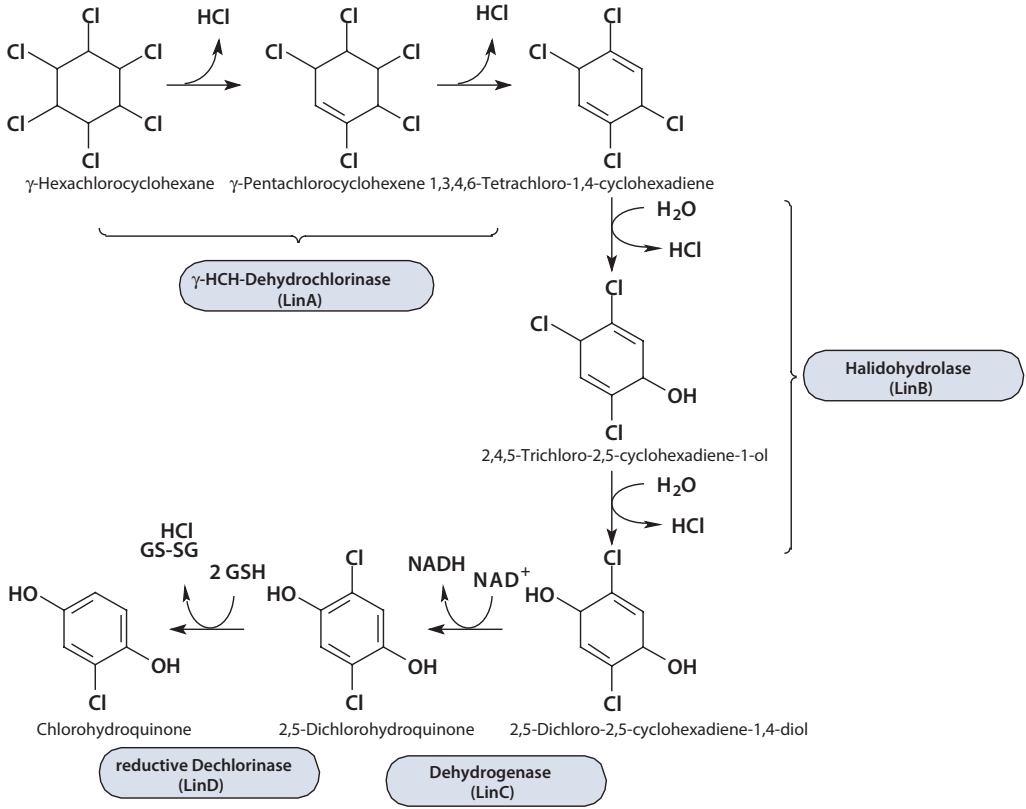 Cl
HCl
Cl
HCl
Cl
Cl
Cl
Cl
Cl
Cl
Cl
Cl
Cl
Cl
Cl
Cl
Cl
Cl
γ-Hexachlorocyclohexane
γ-Pentachlorocyclohexene
1,3,4,6-Tetrachloro-1,4-cyclohexadiene
H₂O
HCl
γ-HCH-Dehydrochlorinase
(LinA)
Cl
Cl
OH
Cl
Halidohydrolase
(LinB)
2,4,5-Trichloro-2,5-cyclohexadiene-1-ol
H₂O
HCl
HCl
GS-SG
2 GSH
HO
OH
Cl
Chlorohydroquinone
Cl
HO
OH
Cl
2,5-Dichlorohydroquinone
NADH
NAD⁺
Cl
HO
OH
Cl
2,5-Dichloro-2,5-cyclohexadiene-1,4-diol
reductive Dechlorinase
(LinD)
Dehydrogenase
(LinC)